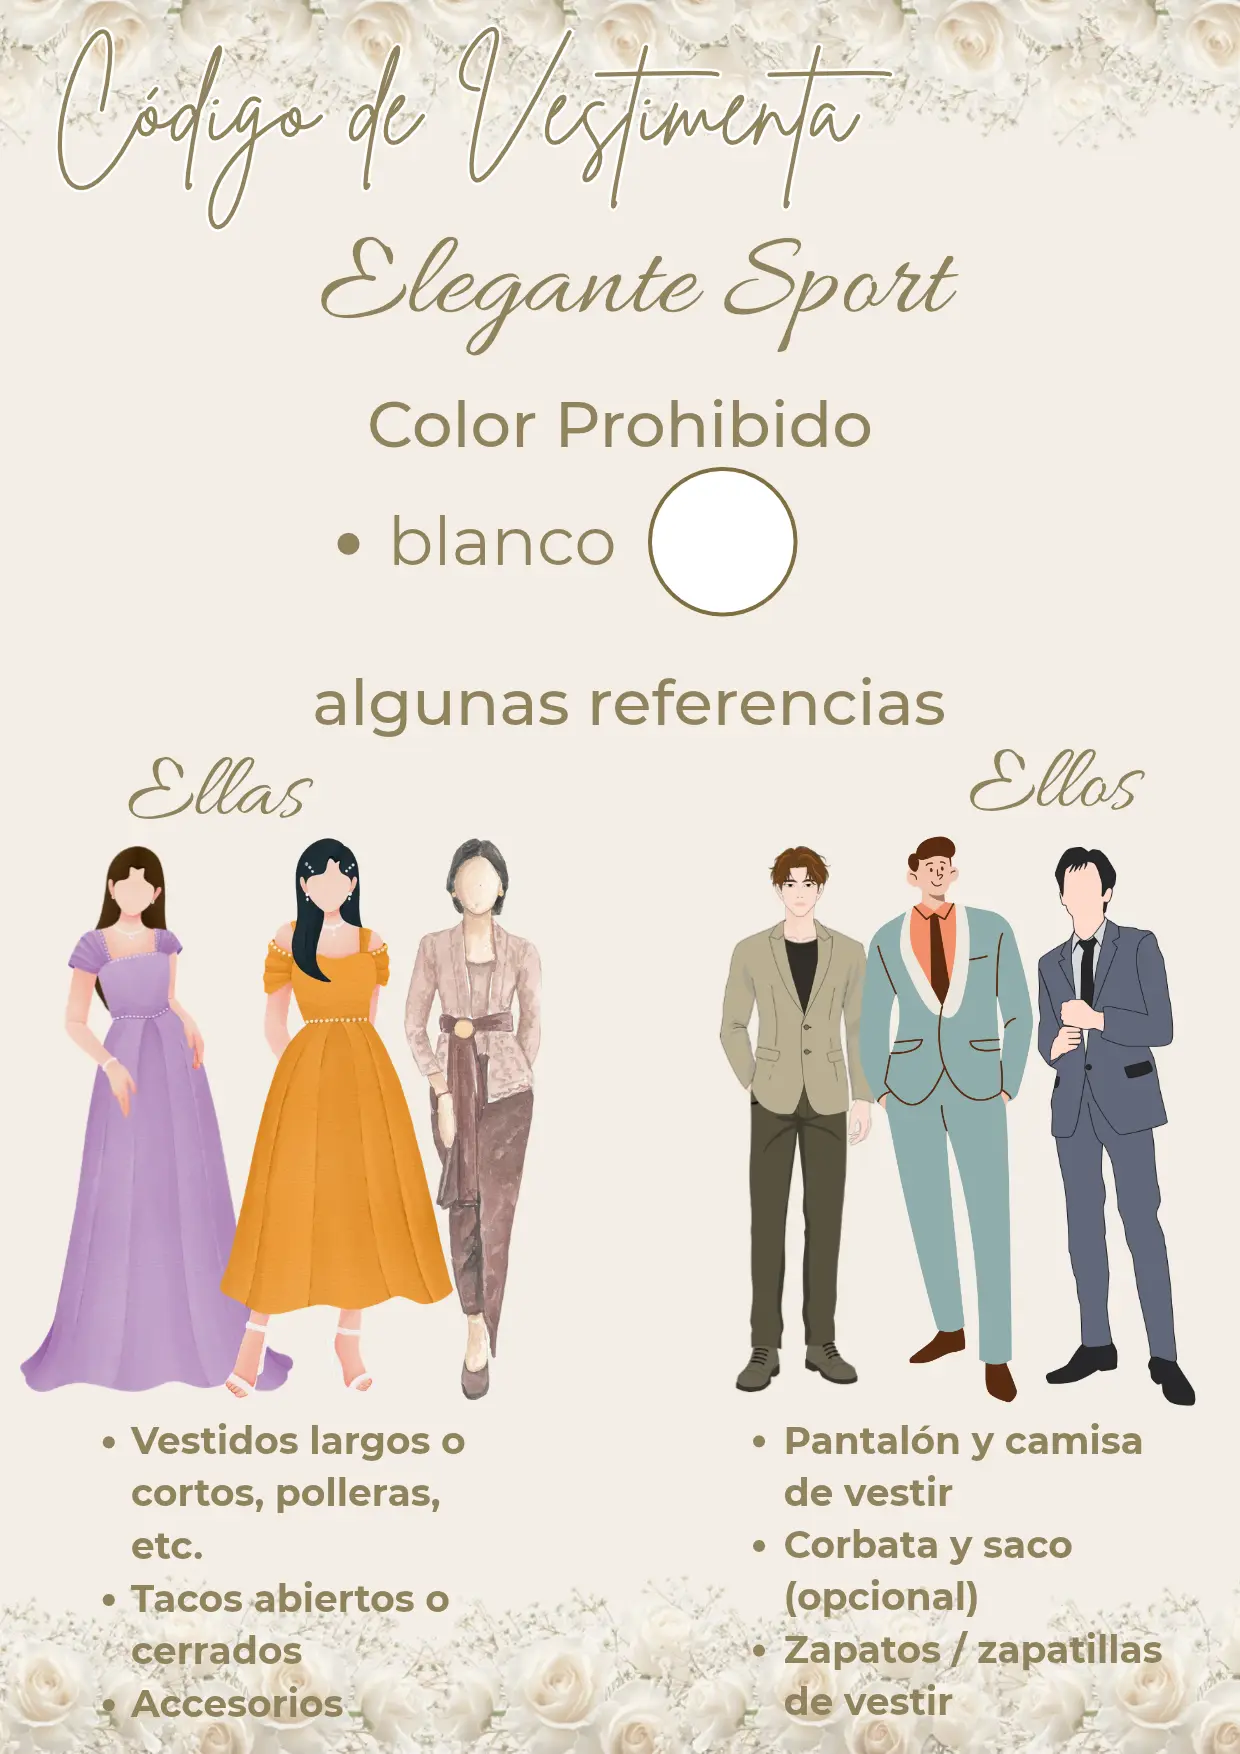 Código de Vestimenta
Elegante Sport
Color Prohibido
• blanco
algunas referencias
Ellas
Ellos
• Vestidos largos o
cortos, polleras,
etc.
• Tacos abiertos o
cerrados
• Accesorios
• Pantalón y camisa
de vestir
• Corbata y saco
(opcional)
• Zapatos / zapatillas
de vestir